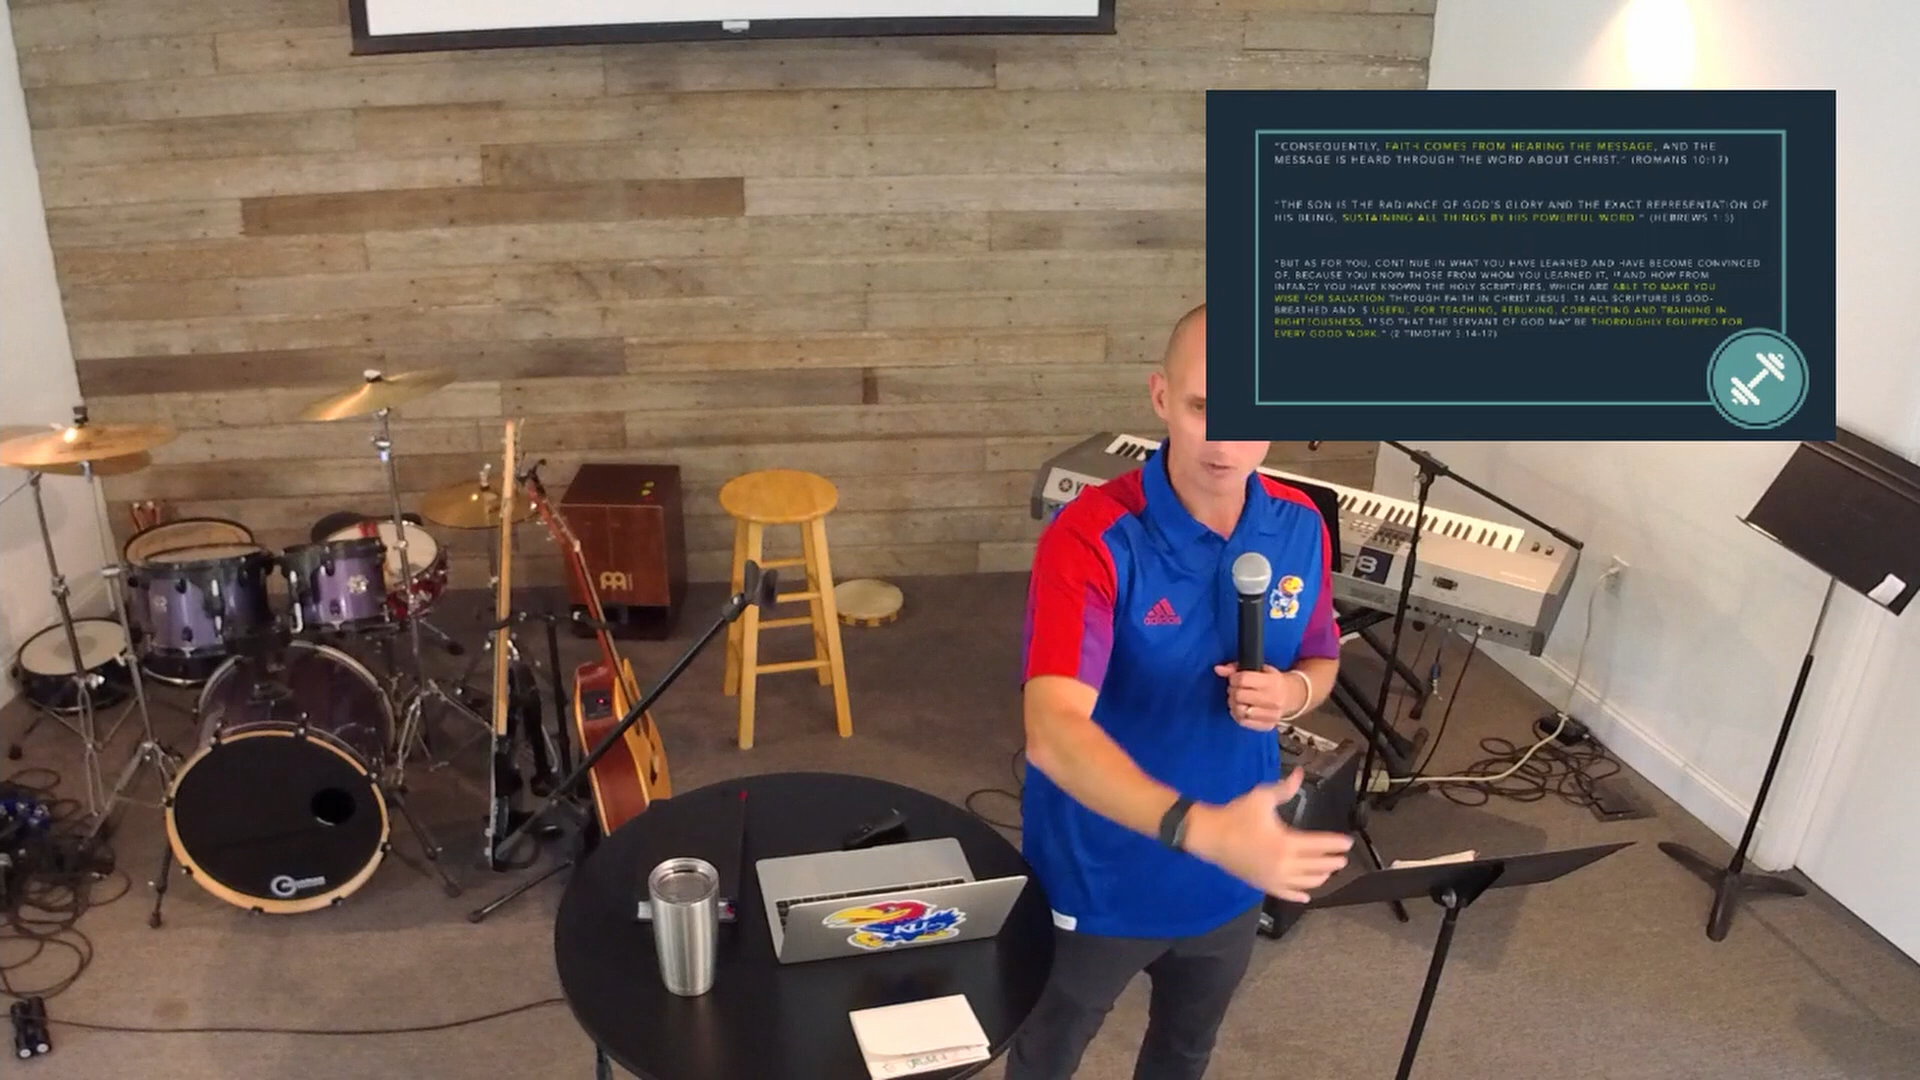 "CONSEQUENTLY, FAITH COMES FROM HEARING THE MESSAGE, AND THE
MESSAGE IS HEARD THROUGH THE WORD ABOUT CHRIST." (ROMANS 10:17)
"THE SON IS THE RADIANCE OF GOD'S GLORY AND THE EXACT REPRESENTATION OF
HIS BEING, SUSTAINING ALL THINGS BY HIS POWERFUL WORD." (HEBREWS 1:3)
"BUT AS FOR YOU, CONTINUE IN WHAT YOU HAVE LEARNED AND HAVE BECOME CONVINCED
OF, BECAUSE YOU KNOW THOSE FROM WHOM YOU LEARNED IT, 15 AND HOW FROM
INFANCY YOU HAVE KNOWN THE HOLY SCRIPTURES, WHICH ARE ABLE TO MAKE YOU
WISE FOR SALVATION THROUGH FAITH IN CHRIST JESUS. 16 ALL SCRIPTURE IS GOD-
BREATHED AND IS USEFUL FOR TEACHING, REBUKING, CORRECTING AND TRAINING IN
RIGHTEOUSNESS, 17 SO THAT THE SERVANT OF GOD MAY BE THOROUGHLY EQUIPPED FOR
EVERY GOOD WORK." (2 TIMOTHY 3:14-17)
adidas
KU
8